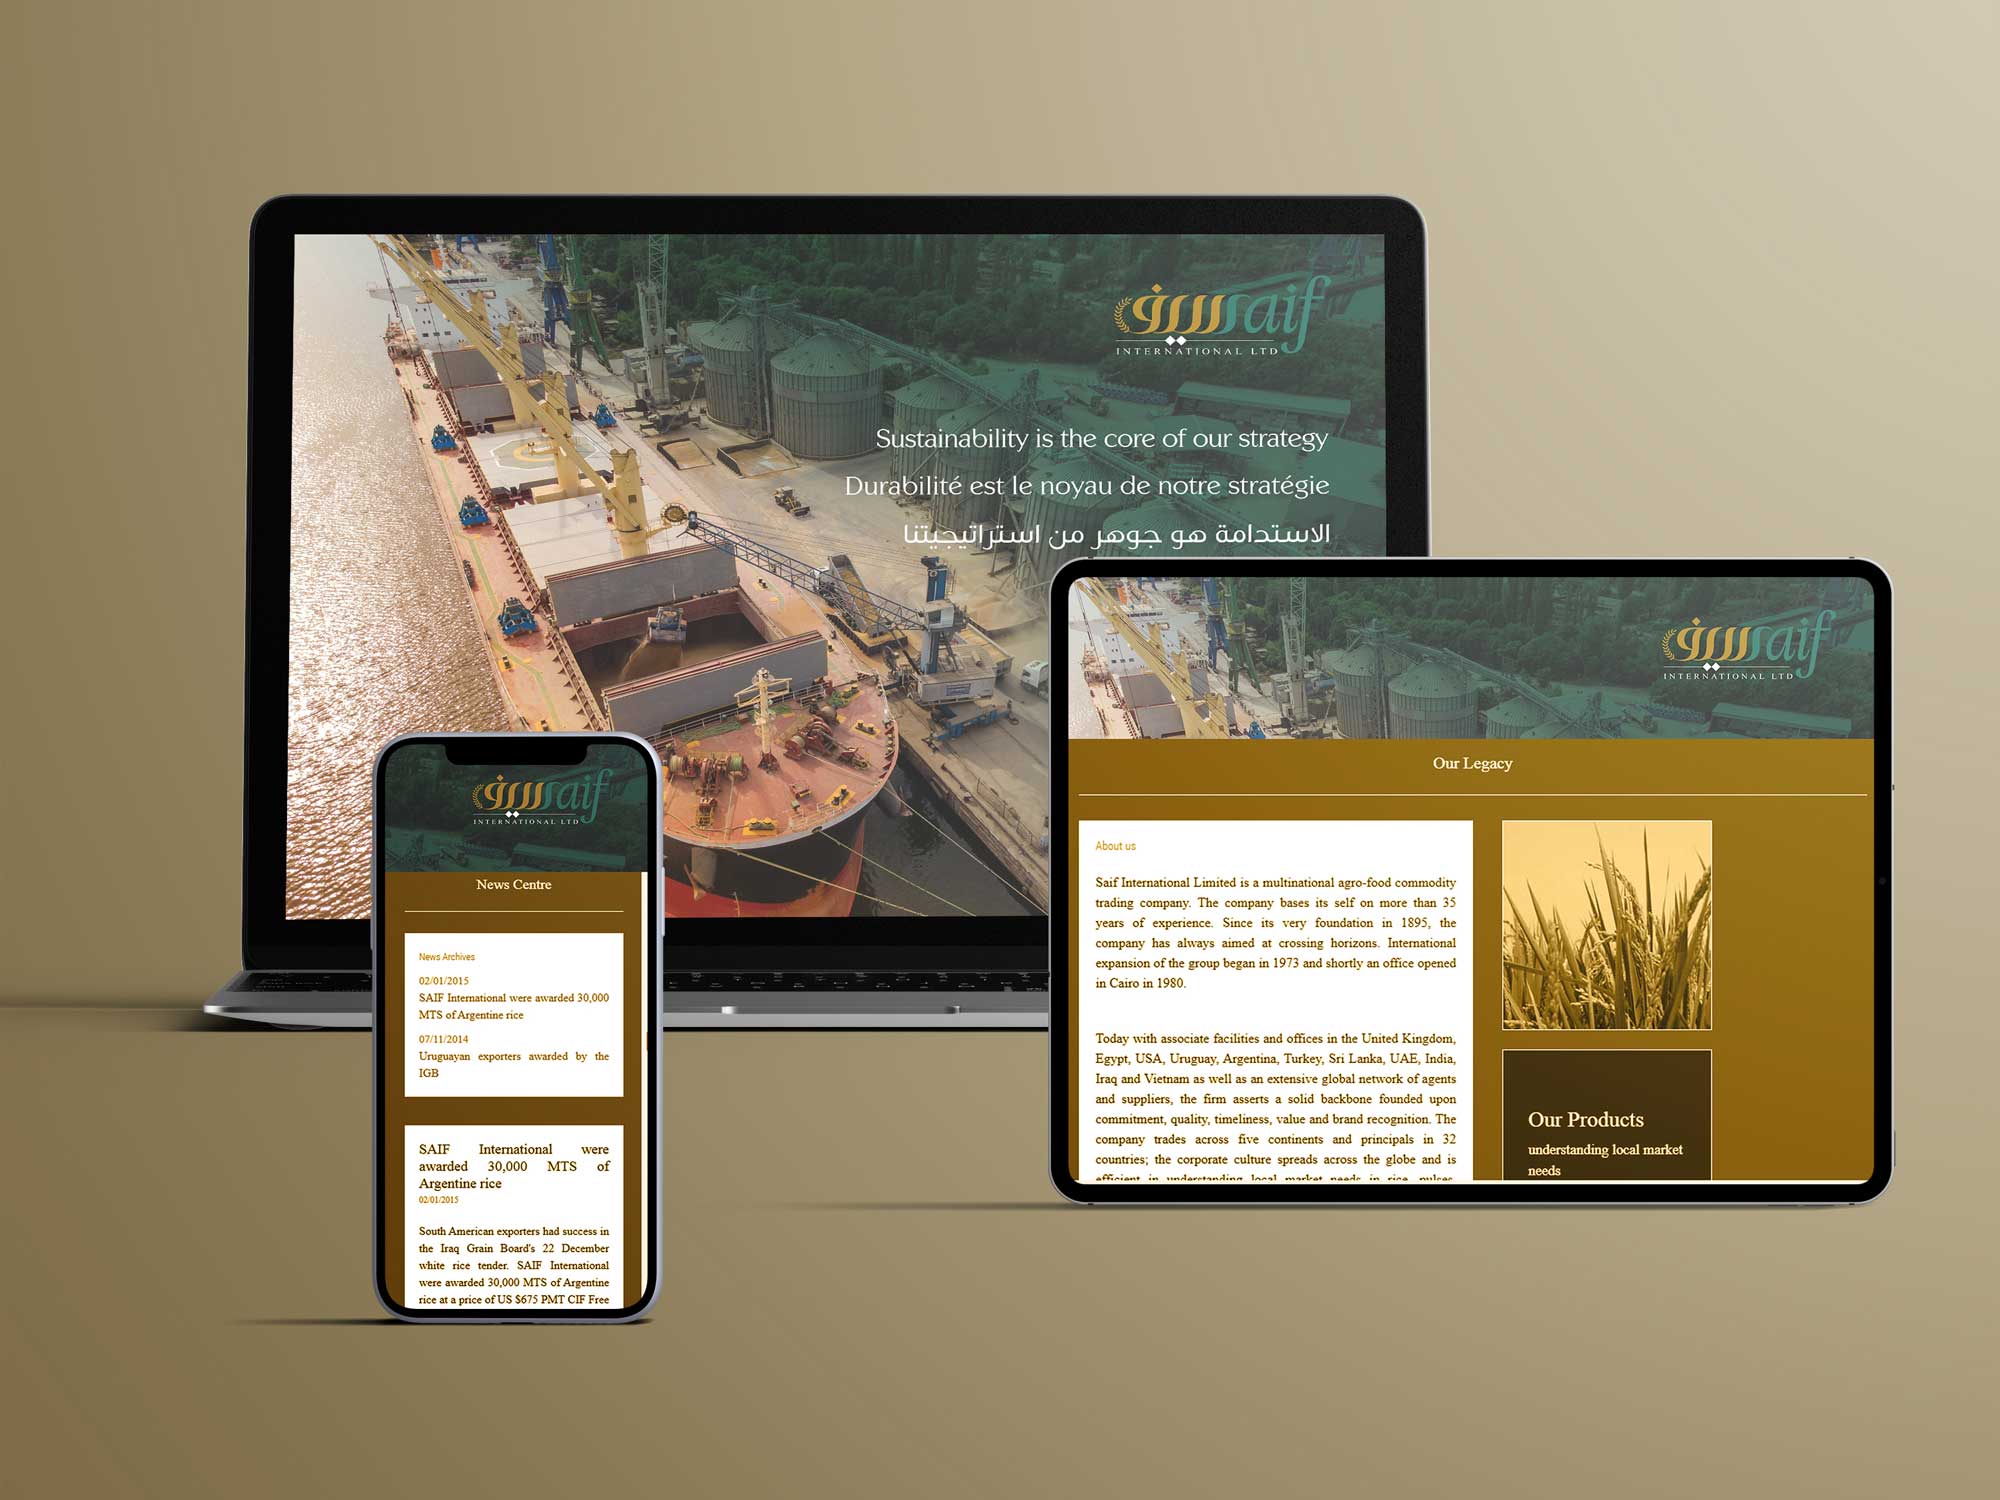 سيف saif
INTERNATIONAL LTD
Sustainability is the core of our strategy
Durabilité est le noyau de notre stratégie
الاستدامة هو جوهر من استراتيجيتنا
سيف saif
INTERNATIONAL LTD
Our Legacy
About us
Saif International Limited is a multinational agro-food commodity
trading company. The company bases its self on more than 35
years of experience. Since its very foundation in 1895, the
company has always aimed at crossing horizons. International
expansion of the group began in 1973 and shortly an office opened
in Cairo in 1980.
Today with associate facilities and offices in the United Kingdom,
Egypt, USA, Uruguay, Argentina, Turkey, Sri Lanka, UAE, India,
Iraq and Vietnam as well as an extensive global network of agents
and suppliers, the firm asserts a solid backbone founded upon
commitment, quality, timeliness, value and brand recognition. The
company trades across five continents and principals in 32
countries; the corporate culture spreads across the globe and is
efficient in understanding local market needs in rice, pulses,
Our Products
understanding local market
needs
سيف saif
INTERNATIONAL LTD
News Centre
News Archives
02/01/2015
SAIF International were awarded 30,000
MTS of Argentine rice
07/11/2014
Uruguayan exporters awarded by the
IGB
SAIF International were
awarded 30,000 MTS of
Argentine rice
02/01/2015
South American exporters had success in
the Iraq Grain Board's 22 December
white rice tender. SAIF International
were awarded 30,000 MTS of Argentine
rice at a price of US $675 PMT CIF Free